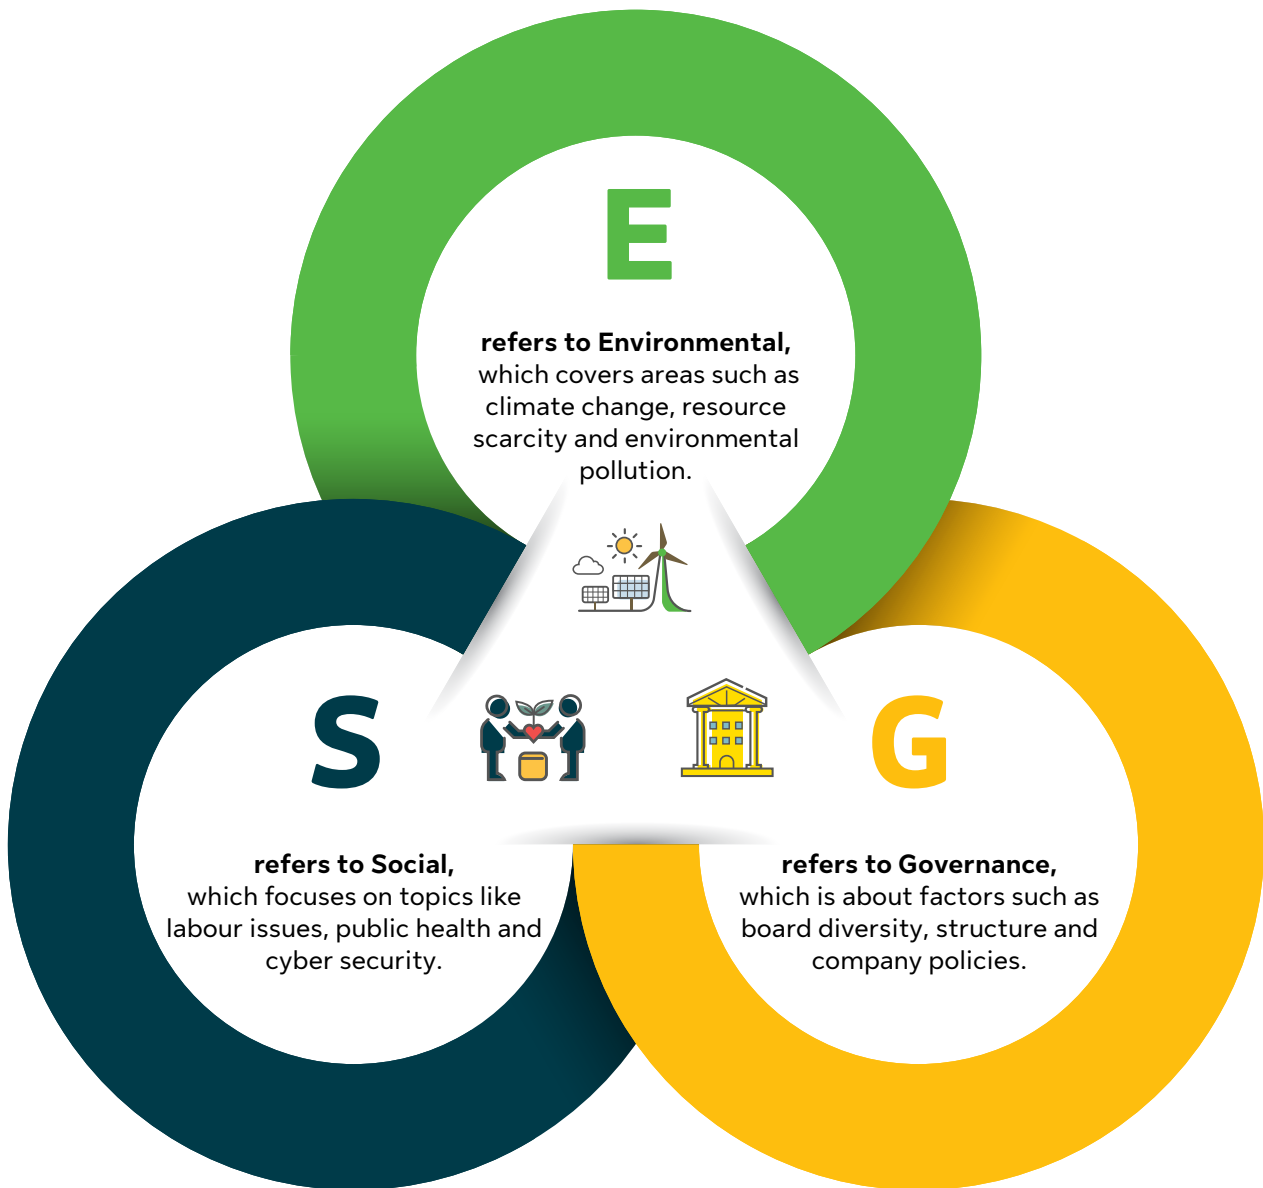 E
refers to Environmental,
which covers areas such as
climate change, resource
scarcity and environmental
pollution.
S
refers to Social,
which focuses on topics like
labour issues, public health and
cyber security.
G
refers to Governance,
which is about factors such as
board diversity, structure and
company policies.